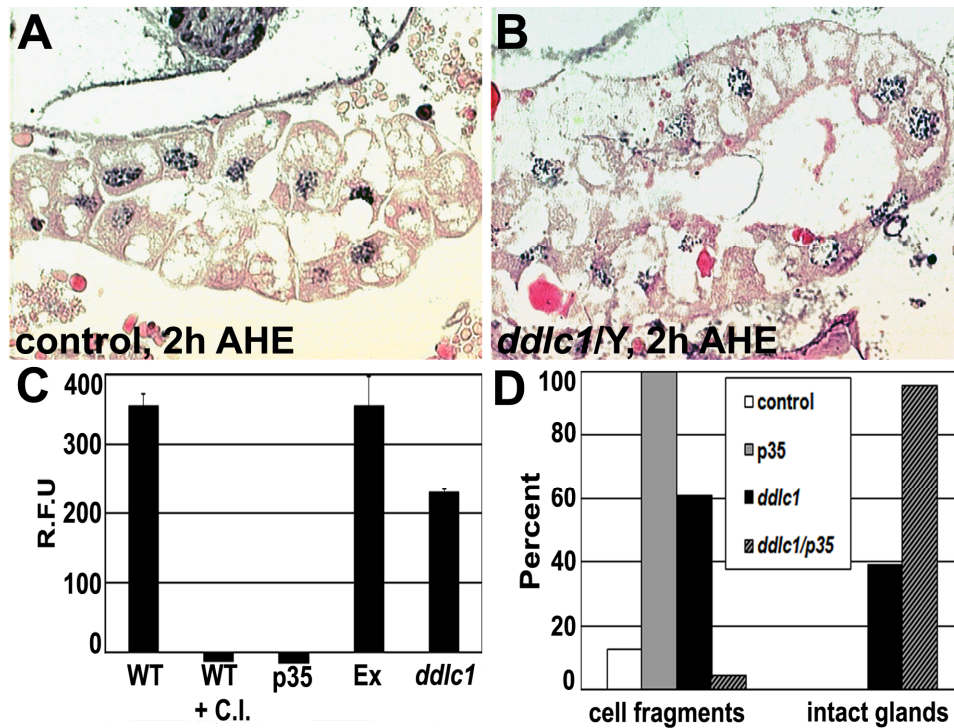 A
B
control, 2h AHE
ddlc1/Y, 2h AHE
C
400
300
200
100
0
R.F.U
WT
WT
+ C.I.
p35
Ex
ddlc1
D
100
80
60
40
20
0
Percent
control
p35
ddlc1
ddlc1/p35
cell fragments
intact glands